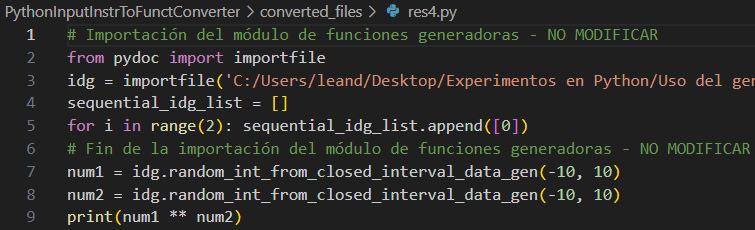 PythonInputInstrToFunctConverter > converted_files > res4.py
1 # Importación del módulo de funciones generadoras - NO MODIFICAR
2 from pydoc import importfile
3 idg = importfile('C:/Users/leand/Desktop/Experimentos en Python/Uso del ger
4 sequential_idg_list = []
5 for i in range(2): sequential_idg_list.append([0])
6 # Fin de la importación del módulo de funciones generadoras - NO MODIFICAR
7 num1 = idg.random_int_from_closed_interval_data_gen(-10, 10)
8 num2 = idg.random_int_from_closed_interval_data_gen(-10, 10)
9 print(num1 ** num2)